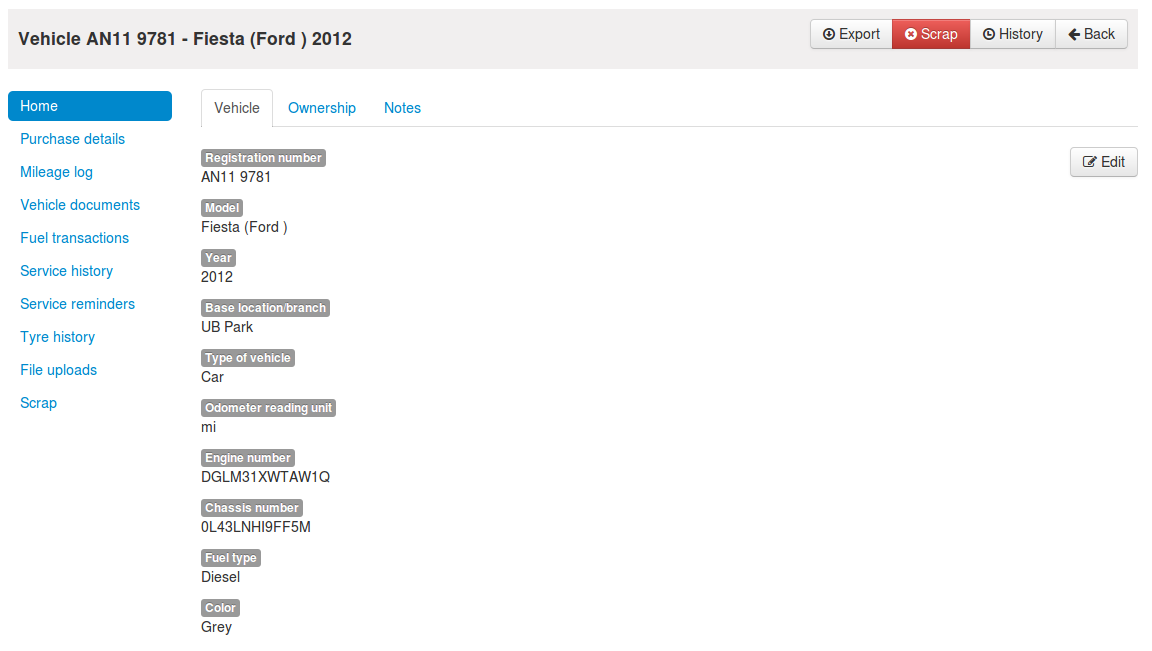 Vehicle AN11 9781 - Fiesta (Ford ) 2012
Export Scrap History Back
Home
Purchase details
Mileage log
Vehicle documents
Fuel transactions
Service history
Service reminders
Tyre history
File uploads
Scrap
Vehicle Ownership Notes
Edit
Registration number
AN11 9781
Model
Fiesta (Ford )
Year
2012
Base location/branch
UB Park
Type of vehicle
Car
Odometer reading unit
mi
Engine number
DGLM31XWTAW1Q
Chassis number
0L43LNHI9FF5M
Fuel type
Diesel
Color
Grey